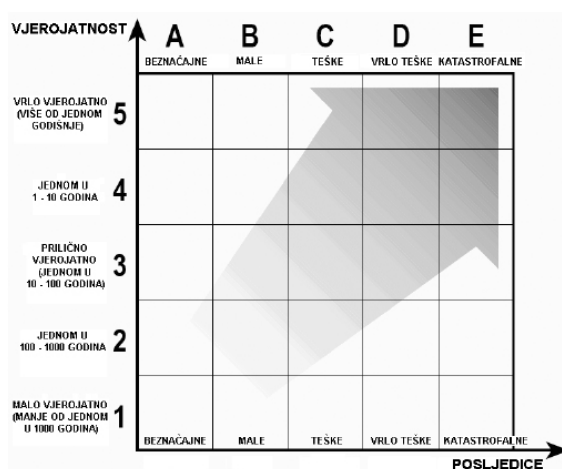 VJEROJATNOST
A B C D E
BEZNAČAJNE MALE TEŠKE VRLO TEŠKE KATASTROFALNE
VRLO VJEROJATNO
(VIŠE OD JEDNOM
GODIŠNJE)
5
JEDNOM U
1 - 10 GODINA
4
PRILIČNO
VJEROJATNO
(JEDNOM U
10 - 100 GODINA)
3
JEDNOM U
100 - 1000 GODINA
2
MALO VJEROJATNO
(MANJE OD JEDNOM
U 1000 GODINA)
1
BEZNAČAJNE MALE TEŠKE VRLO TEŠKE KATASTROFALNE
POSLJEDICE